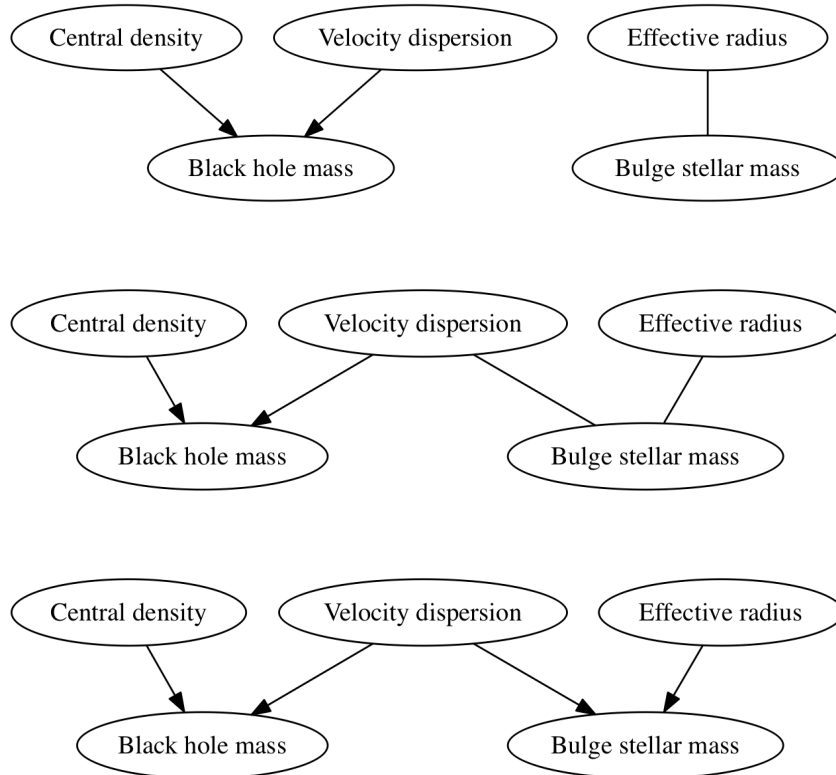 Central density
Velocity dispersion
Effective radius
Black hole mass
Bulge stellar mass
Central density
Velocity dispersion
Effective radius
Black hole mass
Bulge stellar mass
Central density
Velocity dispersion
Effective radius
Black hole mass
Bulge stellar mass